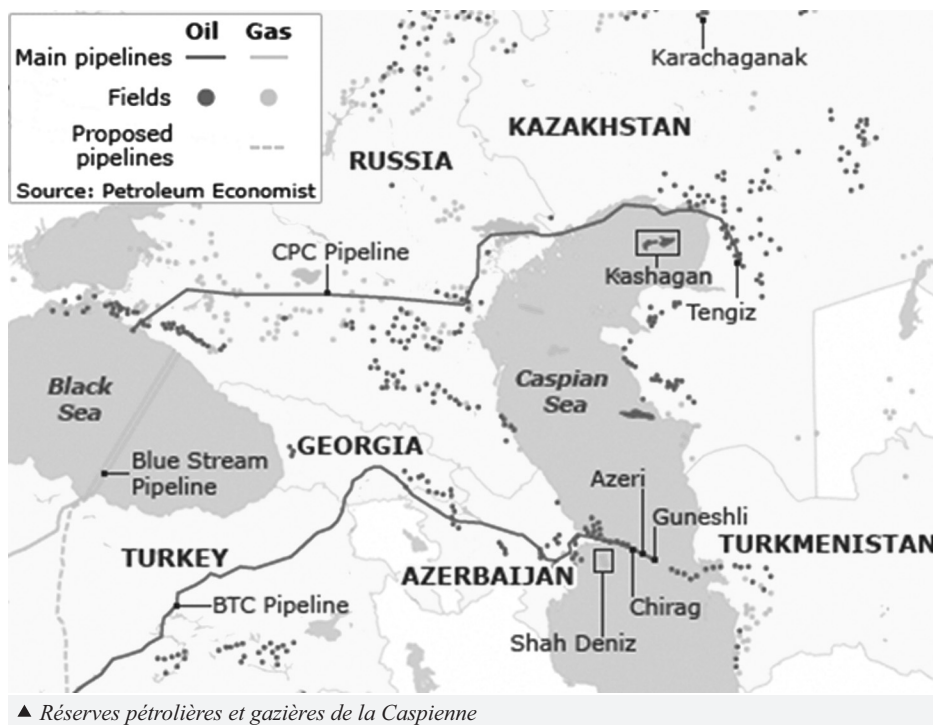 Oil Gas
Main pipelines
Fields
Proposed
pipelines
Source: Petroleum Economist
Karachaganak
KAZAKHSTAN
RUSSIA
CPC Pipeline
Kashagan
Tengiz
Black
Sea
Caspian
Sea
GEORGIA
Blue Stream
Pipeline
Azeri
Guneshli
TURKEY
AZERBAIJAN
TURKMENISTAN
BTC Pipeline
Chirag
Shah Deniz
▲ Réserves pétrolières et gazières de la Caspienne